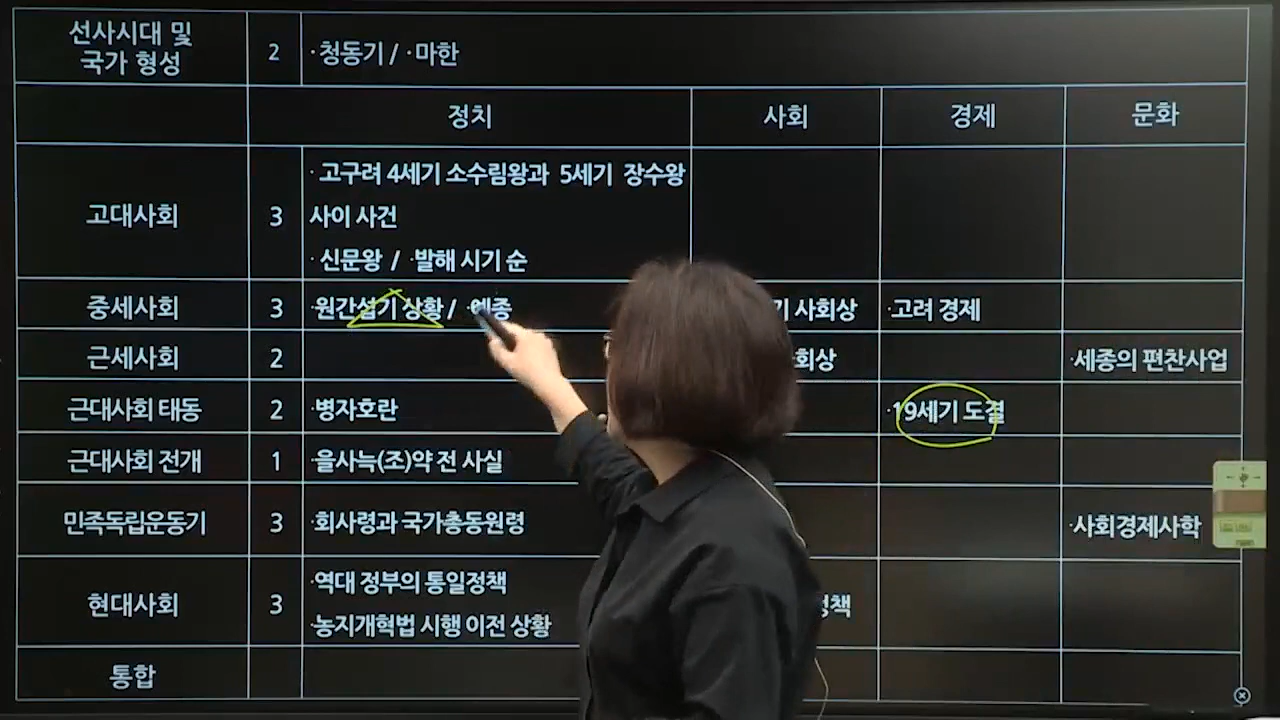 선사시대 및
국가 형성
2
·청동기 / ·마한
정치
사회
경제
문화
고대사회
3
· 고구려 4세기 소수림왕과 5세기 장수왕
사이 사건
· 신문왕 / ·발해 시기 순
중세사회
3
·원간섭기 상황 / ·예종
기 사회상
·고려 경제
근세사회
2
회상
·세종의 편찬사업
근대사회 태동
2
·병자호란
·19세기 도결
근대사회 전개
1
·을사늑(조)약 전 사실
민족독립운동기
3
·회사령과 국가총동원령
·사회경제사학
현대사회
3
·역대 정부의 통일정책
·농지개혁법 시행 이전 상황
정책
통합